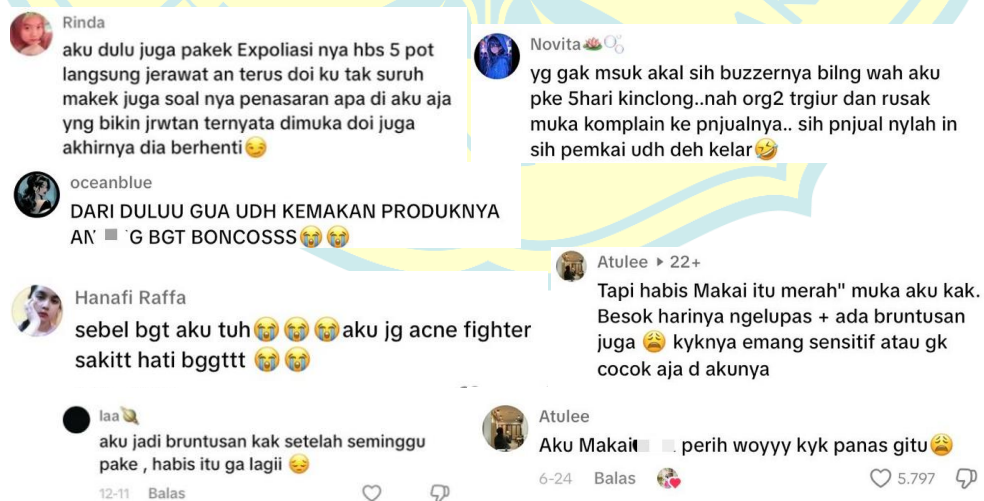 Rinda
aku dulu juga pakek Expoliasi nya hbs 5 pot
langsung jerawat an terus doi ku tak suruh
makek juga soal nya penasaran apa di aku aja
yng bikin jrwtan ternyata dimuka doi juga
akhirnya dia berhenti😏
Novita🪷🫧
yg gak msuk akal sih buzzernya bilng wah aku
pke 5hari kinclong..nah org2 trgiur dan rusak
muka komplain ke pnjualnya.. sih pnjual nylah in
sih pemkai udh deh kelar🤣
oceanblue
DARI DULUU GUA UDH KEMAKAN PRODUKNYA
AN G BGT BONCOSSS😭😭
Hanafi Raffa
sebel bgt aku tuh😭😭😭aku jg acne fighter
sakitt hati bggttt 😭😭
Atulee ▸ 22+
Tapi habis Makai itu merah" muka aku kak.
Besok harinya ngelupas + ada bruntusan
juga 😩 kyknya emang sensitif atau gk
cocok aja d akunya
laa🪐
aku jadi bruntusan kak setelah seminggu
pake , habis itu ga lagii 😔
12-11 Balas
Atulee
Aku Makai perih woyyy kyk panas gitu😩
6-24 Balas 5.797